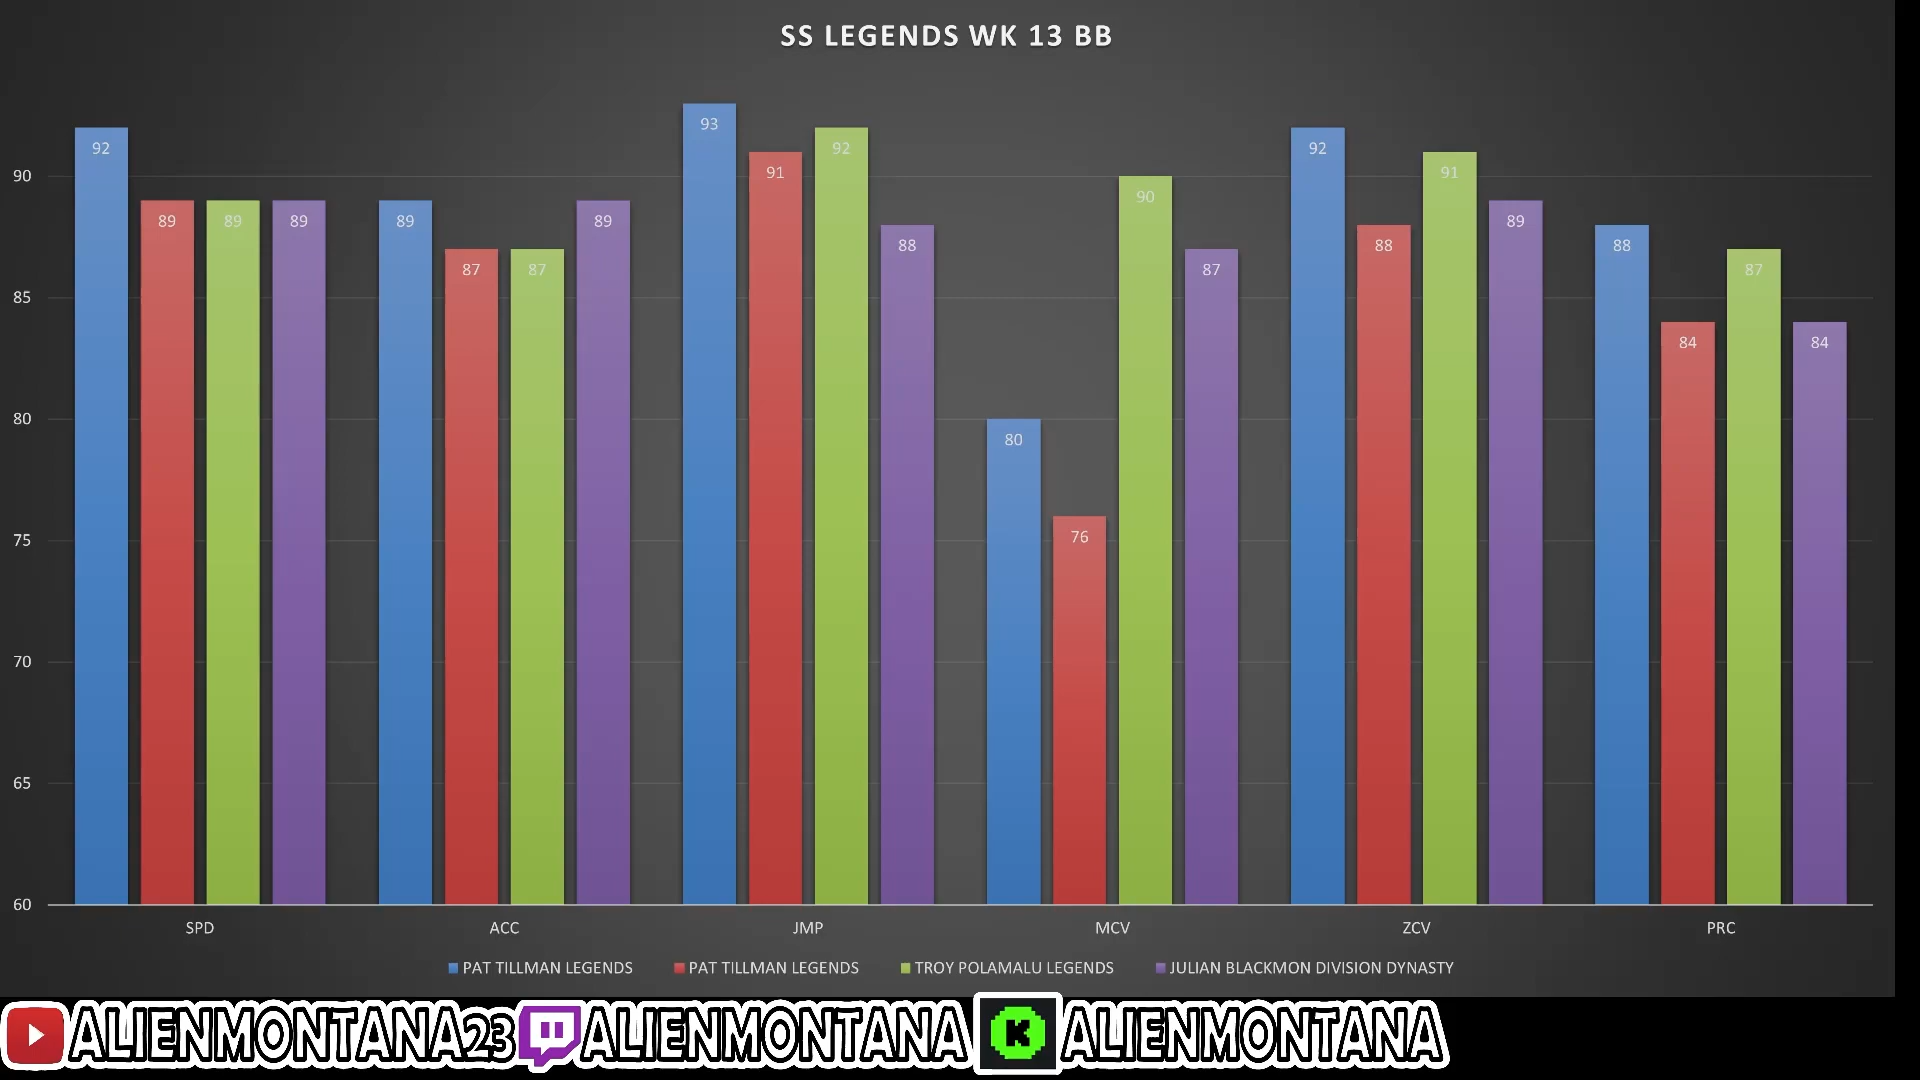 SS LEGENDS WK 13 BB
92 89 89 89 89 87 87 89 93 91 92 88 80 76 90 87 92 88 91 89 88 84 87 84
90
85
80
75
70
65
60
SPD ACC JMP MCV ZCV PRC
PAT TILLMAN LEGENDS PAT TILLMAN LEGENDS TROY POLAMALU LEGENDS JULIAN BLACKMON DIVISION DYNASTY
ALIENMONTANA23 ALIENMONTANA K ALIENMONTANA